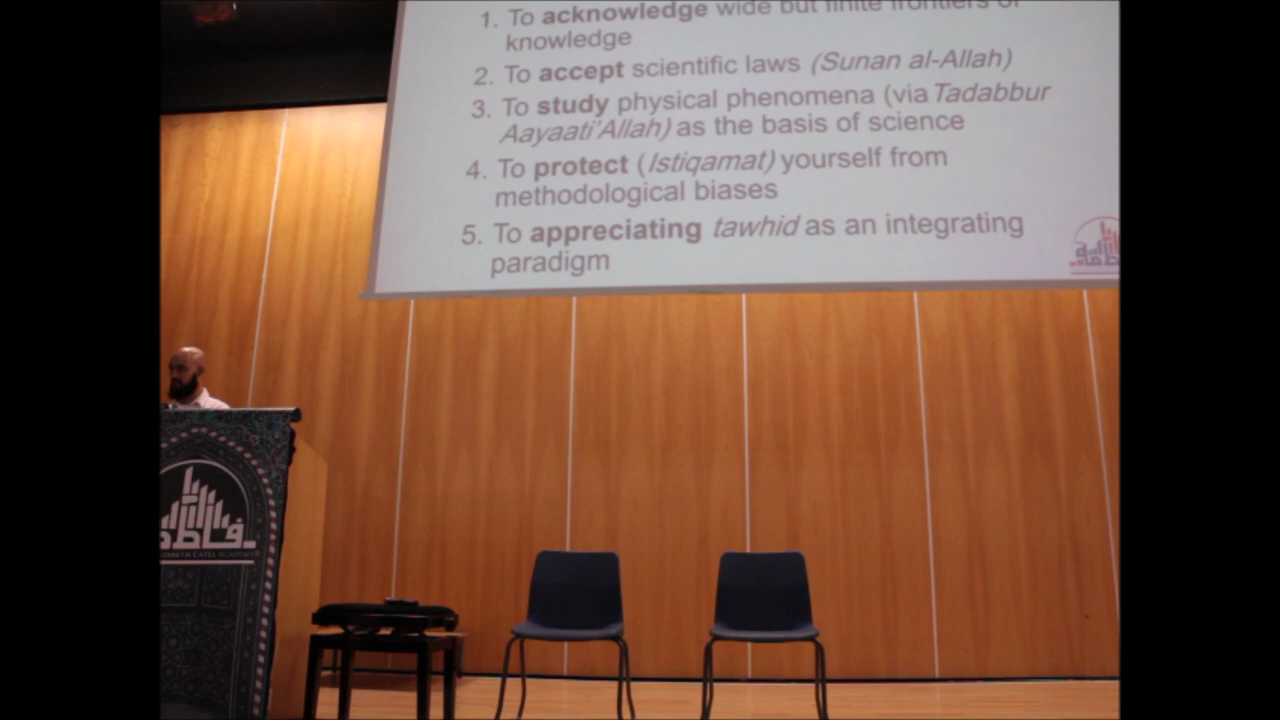 1. To acknowledge wide but finite frontiers of
knowledge
2. To accept scientific laws (Sunan al-Allah)
3. To study physical phenomena (via Tadabbur
Aayaati'Allah) as the basis of science
4. To protect (Istiqamat) yourself from
methodological biases
5. To appreciating tawhid as an integrating
paradigm